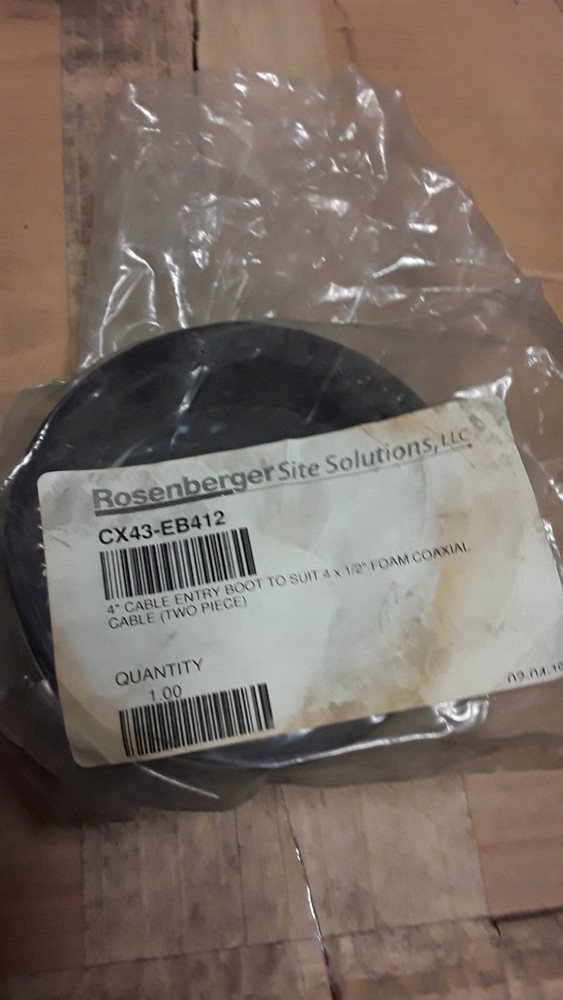 Rosenberger Site Solutions, LLC
CX43-EB412
4" CABLE ENTRY BOOT TO SUIT 4 x 1/2" FOAM COAXIAL
CABLE (TWO PIECE)
QUANTITY
1.00